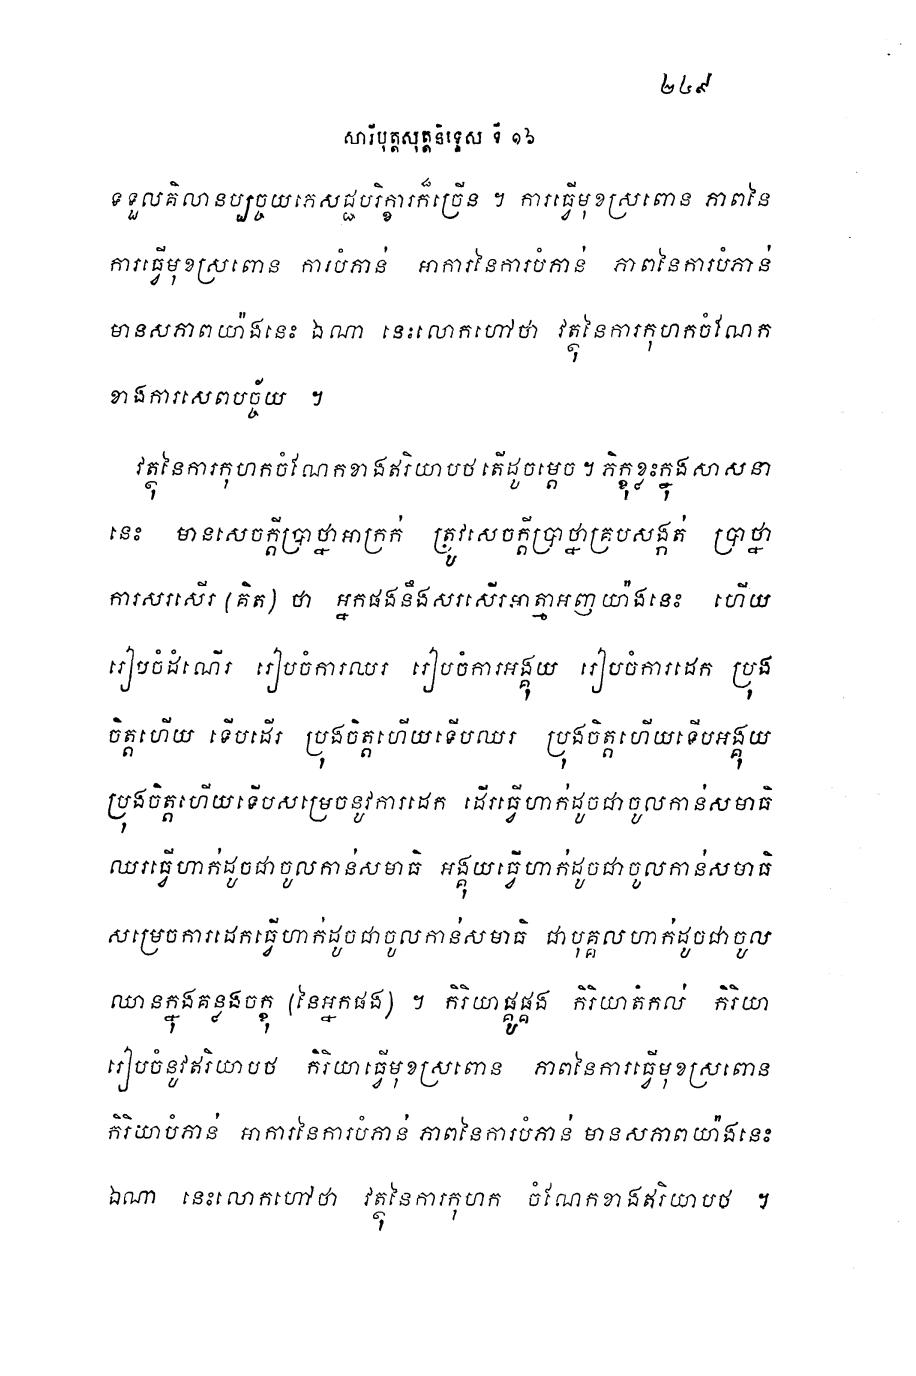 ២៤៩
សារីបុត្តសុត្តនិទ្ទេស ទី ១៦
ទទួលគិលានប្បច្ចយភេសជ្ជបរិក្ខារក៏ច្រើន ។ ការធ្វើមុខស្រពោន ភាពនៃ
ការធ្វើមុខស្រពោន ការបំភាន់ អាការនៃការបំភាន់ ភាពនៃការបំភាន់
មានសភាពយ៉ាងនេះ ឯណា នេះលោកហៅថា វត្ថុនៃការកុហកចំណែក
ខាងការសេពបច្ច័យ ។
វត្ថុនៃការកុហកចំណែកខាងឥរិយាបថ តើដូចម្តេច ។ ភិក្ខុខ្លះក្នុងសាសនា
នេះ មានសេចក្តីប្រាថ្នាអាក្រក់ ត្រូវសេចក្តីប្រាថ្នាគ្របសង្កត់ ប្រាថ្នា
ការសរសើរ (គិត) ថា អ្នកផងនឹងសរសើរអាត្មាអញយ៉ាងនេះ ហើយ
រៀបចំដំណើរ រៀបចំការឈរ រៀបចំការអង្គុយ រៀបចំការដេក ប្រុង
ចិត្តហើយ ទើបដើរ ប្រុងចិត្តហើយទើបឈរ ប្រុងចិត្តហើយទើបអង្គុយ
ប្រុងចិត្តហើយទើបសម្រេចនូវការដេក ដើរធ្វើហាក់ដូចជាចូលកាន់សមាធិ
ឈរធ្វើហាក់ដូចជាចូលកាន់សមាធិ អង្គុយធ្វើហាក់ដូចជាចូលកាន់សមាធិ
សម្រេចការដេកធ្វើហាក់ដូចជាចូលកាន់សមាធិ ជាបុគ្គលហាក់ដូចជាចូល
ឈានក្នុងគន្លងចក្ខុ (នៃអ្នកផង) ។ កិរិយាផ្គូផ្គង កិរិយាតំកល់ កិរិយា
រៀបចំនូវឥរិយាបថ កិរិយាធ្វើមុខស្រពោន ភាពនៃការធ្វើមុខស្រពោន
កិរិយាបំភាន់ អាការនៃការបំភាន់ ភាពនៃការបំភាន់ មានសភាពយ៉ាងនេះ
ឯណា នេះលោកហៅថា វត្ថុនៃការកុហក ចំណែកខាងឥរិយាបថ ។